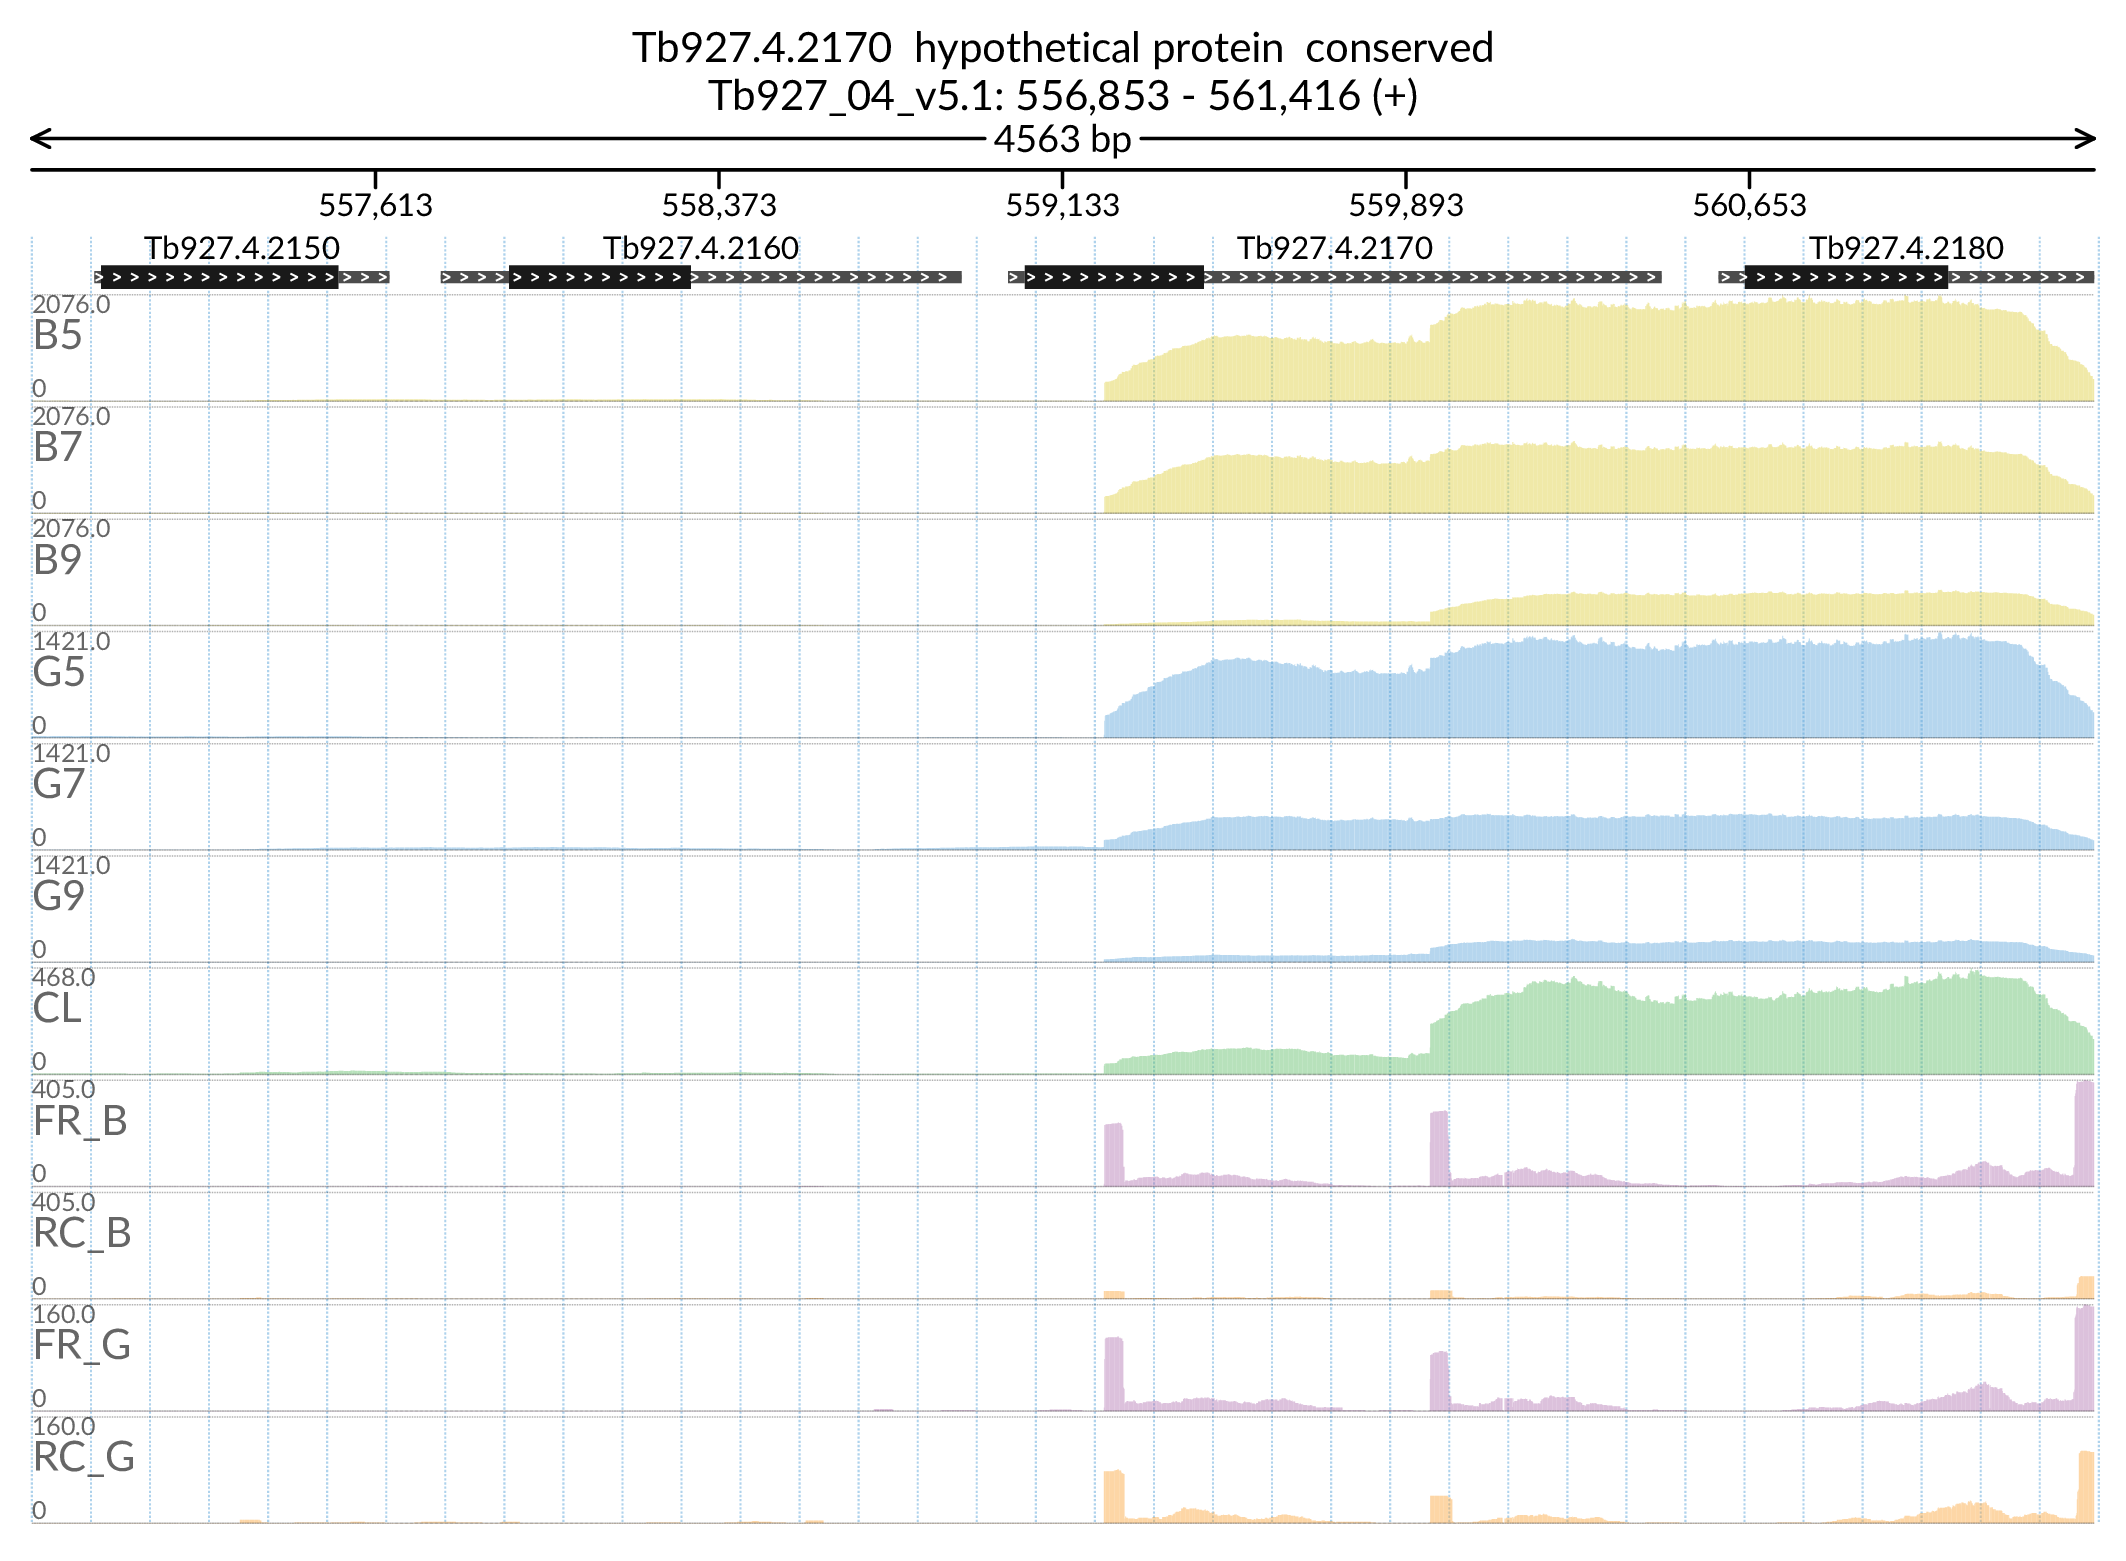 Tb927.4.2170 hypothetical protein conserved
Tb927_04_v5.1: 556,853 - 561,416 (+)
4563 bp
557,613 558,373 559,133 559,893 560,653
Tb927.4.2150 Tb927.4.2160 Tb927.4.2170 Tb927.4.2180
2076.0
B5
0
2076.0
B7
0
2076.0
B9
0
1421.0
G5
0
1421.0
G7
0
1421.0
G9
0
468.0
CL
0
405.0
FR_B
0
405.0
RC_B
0
160.0
FR_G
0
160.0
RC_G
0